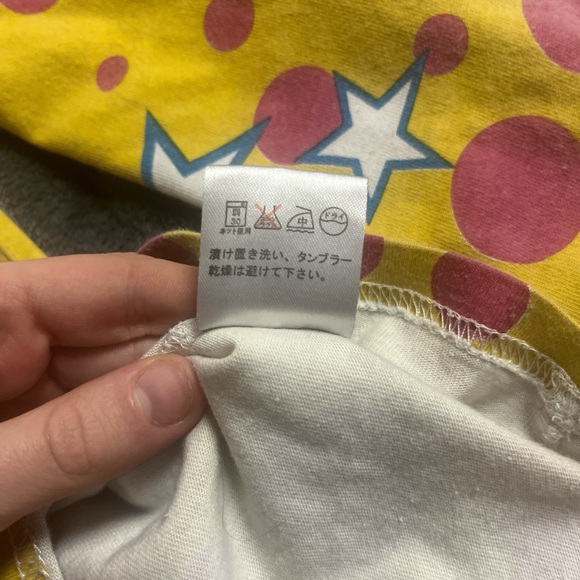 弱
30
中
ドライ
ネット使用
漬け置き洗い、タンブラー
乾燥は避けて下さい。